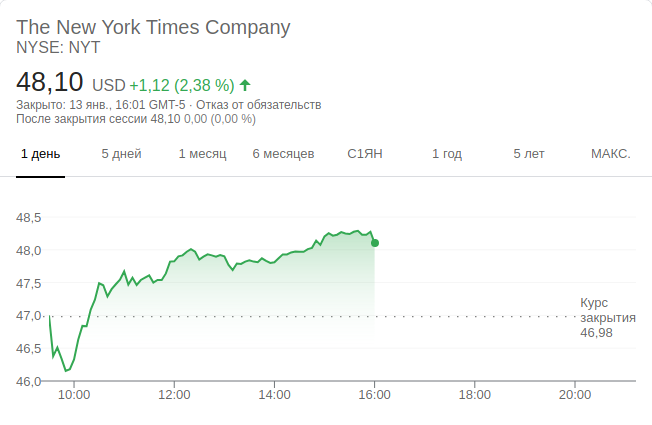 The New York Times Company
NYSE: NYT
48,10 USD +1,12 (2,38 %)
Закрыто: 13 янв., 16:01 GMT-5 · Отказ от обязательств
После закрытия сессии 48,10 0,00 (0,00 %)
1 день 5 дней 1 месяц 6 месяцев С1ЯН 1 год 5 лет МАКС.
48,5
48,0
47,5
47,0
46,5
46,0
Курс
закрытия
46,98
10:00 12:00 14:00 16:00 18:00 20:00